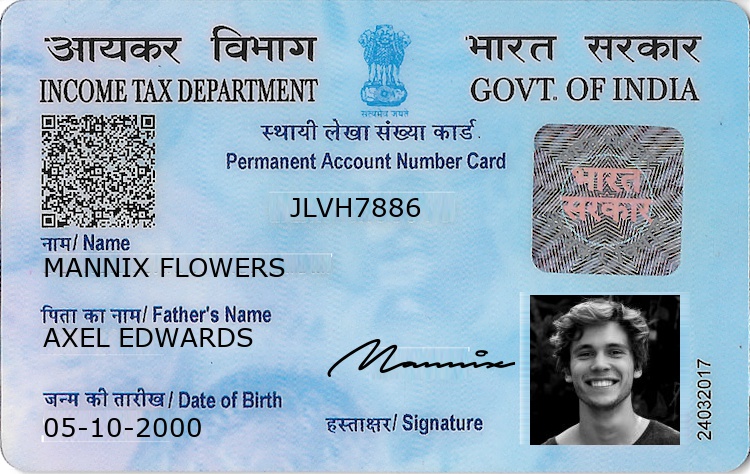 आयकर विभाग
INCOME TAX DEPARTMENT
सत्यमेव जयते
भारत सरकार
GOVT. OF INDIA
स्थायी लेखा संख्या कार्ड
Permanent Account Number Card
JLVH7886
भारत
सरकार
नाम/ Name
MANNIX FLOWERS
पिता का नाम/ Father's Name
AXEL EDWARDS
Mannix
जन्म की तारीख/ Date of Birth
05-10-2000
हस्ताक्षर/ Signature
24032017